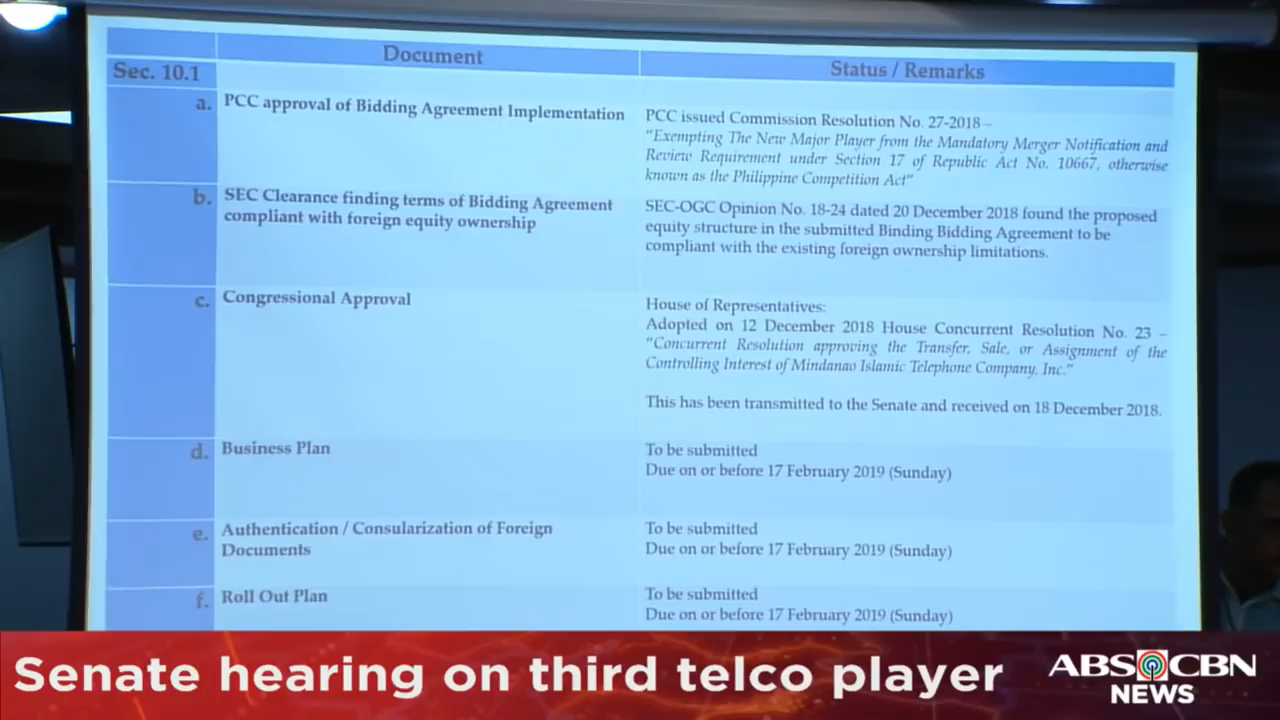 Document
Status / Remarks
Sec. 10.1
a.
PCC approval of Bidding Agreement Implementation
PCC issued Commission Resolution No. 27-2018 –
"Exempting The New Major Player from the Mandatory Merger Notification and
Review Requirement under Section 17 of Republic Act No. 10667, otherwise
known as the Philippine Competition Act"
b.
SEC Clearance finding terms of Bidding Agreement
compliant with foreign equity ownership
SEC-OGC Opinion No. 18-24 dated 20 December 2018 found the proposed
equity structure in the submitted Binding Bidding Agreement to be
compliant with the existing foreign ownership limitations.
c.
Congressional Approval
House of Representatives:
Adopted on 12 December 2018 House Concurrent Resolution No. 23 –
"Concurrent Resolution approving the Transfer, Sale, or Assignment of the
Controlling Interest of Mindanao Islamic Telephone Company, Inc."
This has been transmitted to the Senate and received on 18 December 2018.
d.
Business Plan
To be submitted
Due on or before 17 February 2019 (Sunday)
e.
Authentication / Consularization of Foreign
Documents
To be submitted
Due on or before 17 February 2019 (Sunday)
f.
Roll Out Plan
To be submitted
Due on or before 17 February 2019 (Sunday)
Senate hearing on third telco player
ABS CBN
NEWS